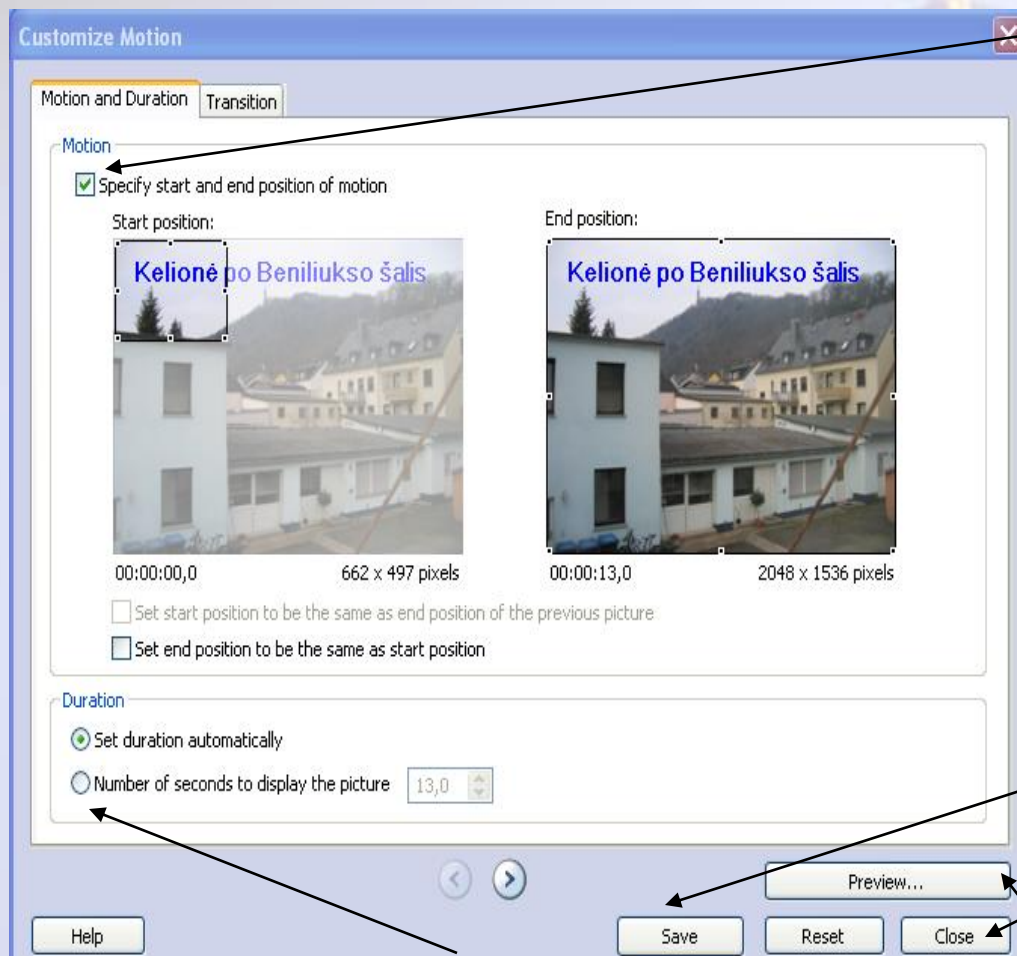 Customize Motion
Motion and Duration
Transition
Motion
Specify start and end position of motion
Start position:
End position:
Kelionė po Beniliukso šalis
Kelionė po Beniliukso šalis
00:00:00,0
662 x 497 pixels
00:00:13,0
2048 x 1536 pixels
Set start position to be the same as end position of the previous picture
Set end position to be the same as start position
Duration
Set duration automatically
Number of seconds to display the picture
13,0
Preview...
Help
Save
Reset
Close